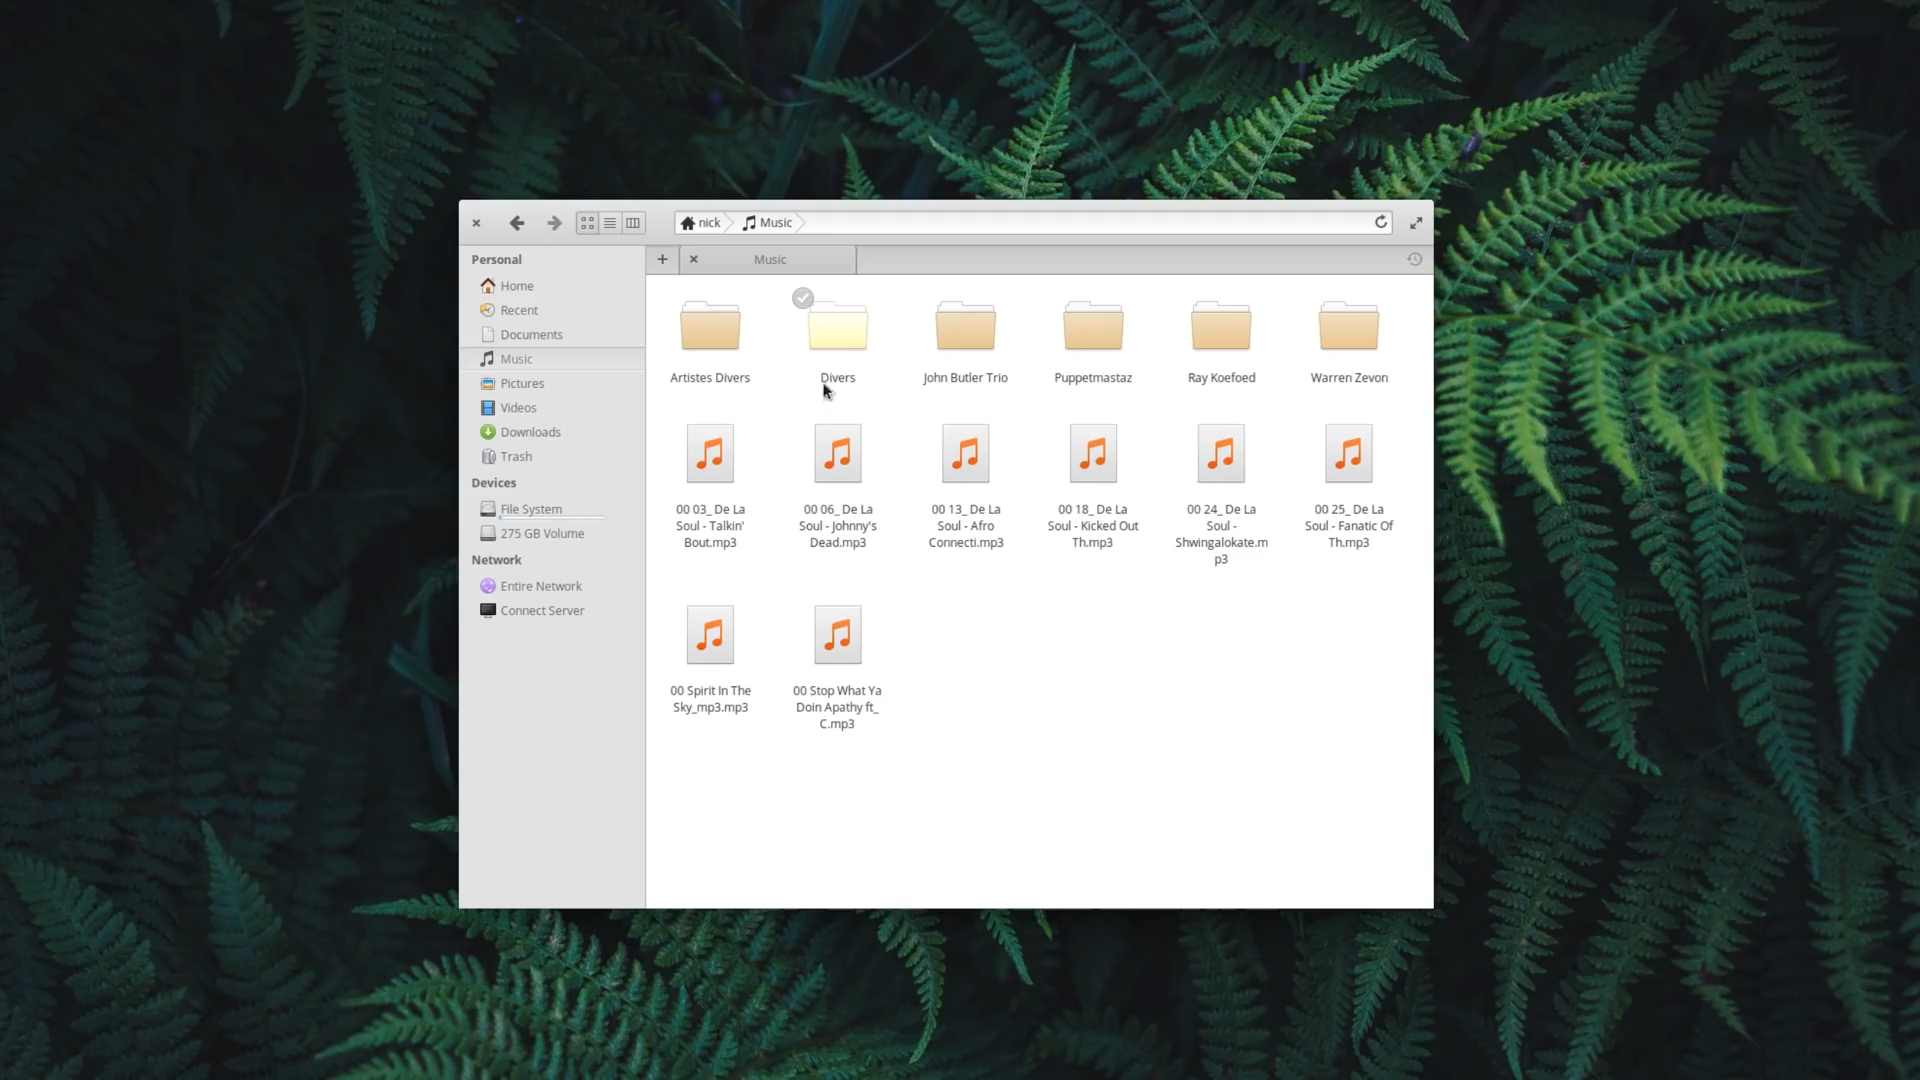 nick Music
Personal
Music
Home
Recent
Documents
Music
Pictures
Videos
Downloads
Trash
Devices
File System
275 GB Volume
Network
Entire Network
Connect Server
Artistes Divers
Divers
John Butler Trio
Puppetmastaz
Ray Koefoed
Warren Zevon
00 03_ De La
Soul - Talkin'
Bout.mp3
00 06_ De La
Soul - Johnny's
Dead.mp3
00 13_ De La
Soul - Afro
Connecti.mp3
00 18_ De La
Soul - Kicked Out
Th.mp3
00 24_ De La
Soul -
Shwingalokate.m
p3
00 25_ De La
Soul - Fanatic Of
Th.mp3
00 Spirit In The
Sky_mp3.mp3
00 Stop What Ya
Doin Apathy ft_
C.mp3